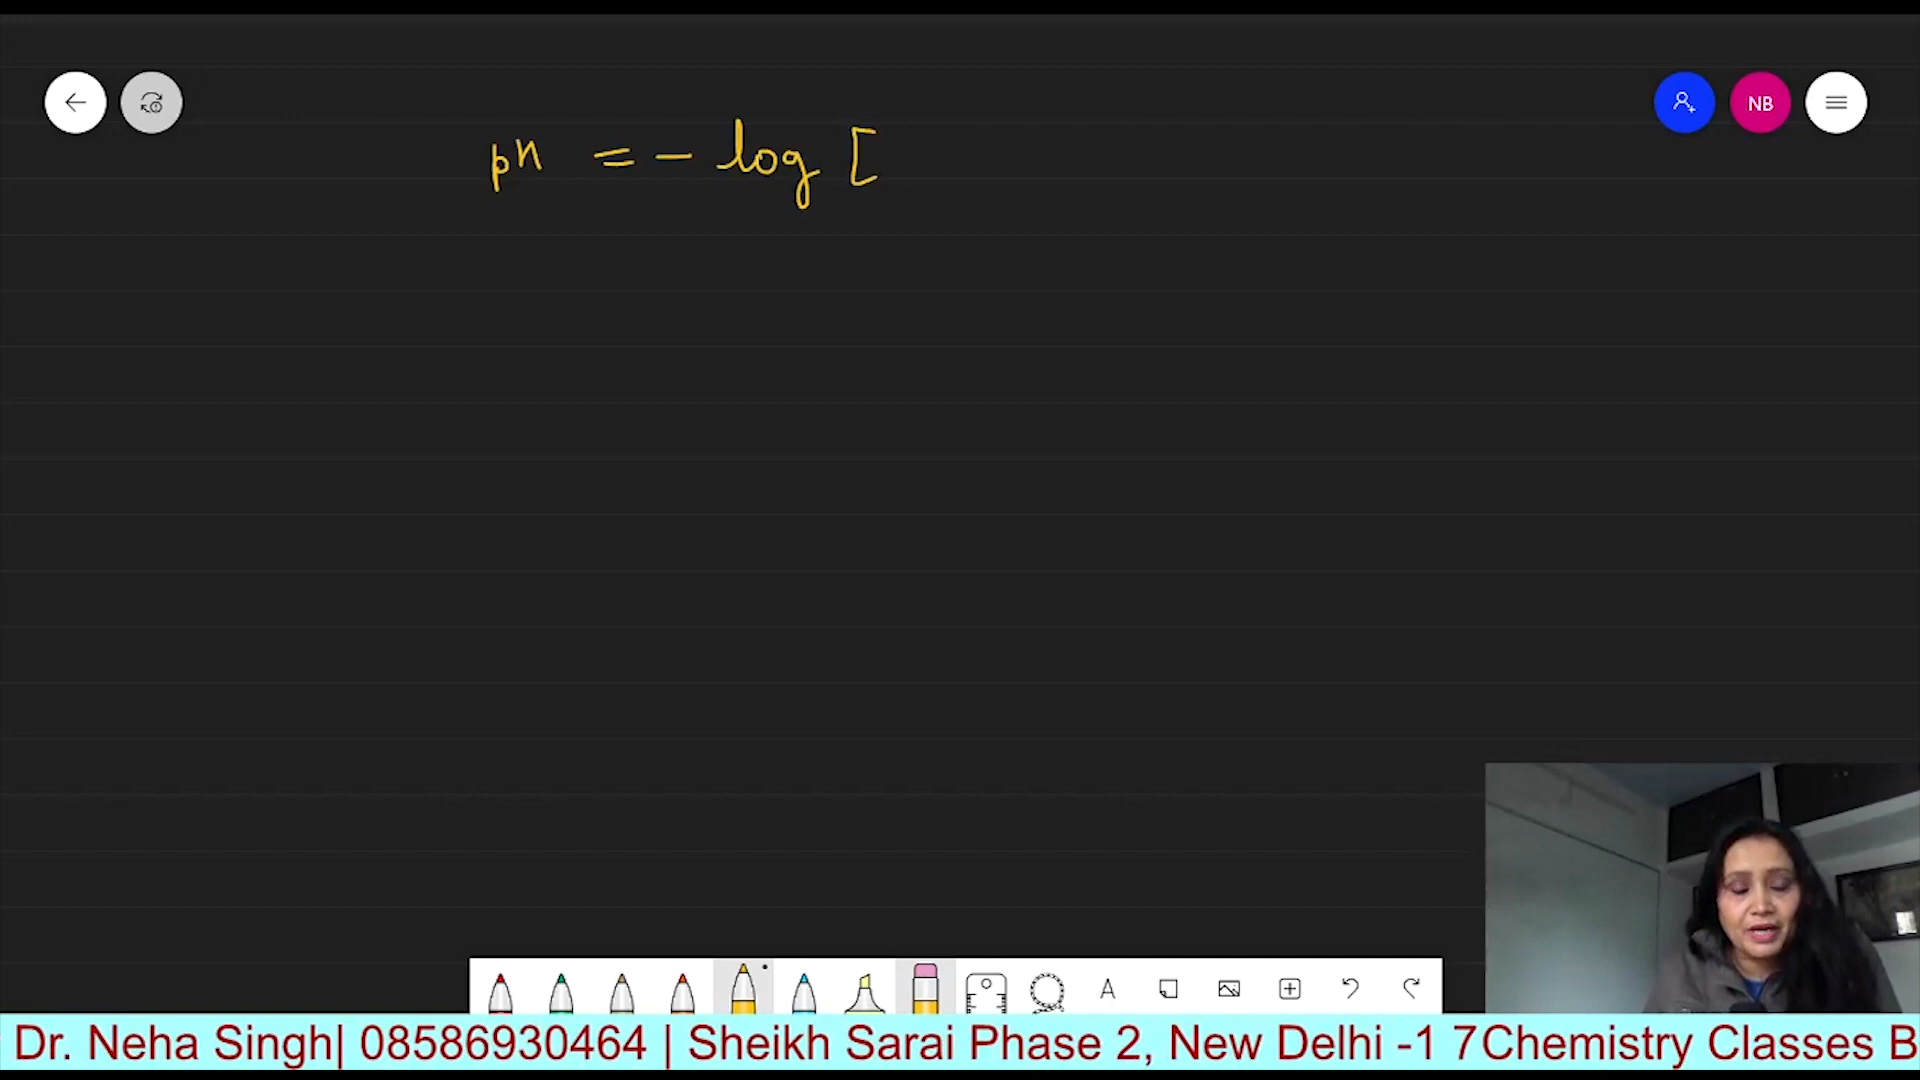 NB
pH = - log [
A
Dr. Neha Singh| 08586930464 | Sheikh Sarai Phase 2, New Delhi -1 7Chemistry Classes B